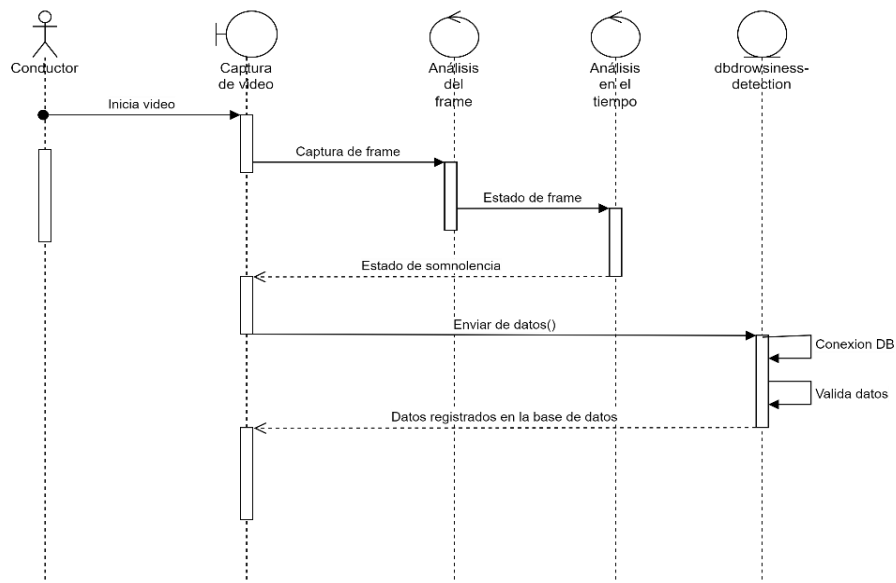 Conductor
Captura
de video
Análisis
del
frame
Análisis
en el
tiempo
dbdrowsiness-
detection
Inicia video
Captura de frame
Estado de frame
Estado de somnolencia
Enviar de datos()
Conexion DB
Valida datos
Datos registrados en la base de datos